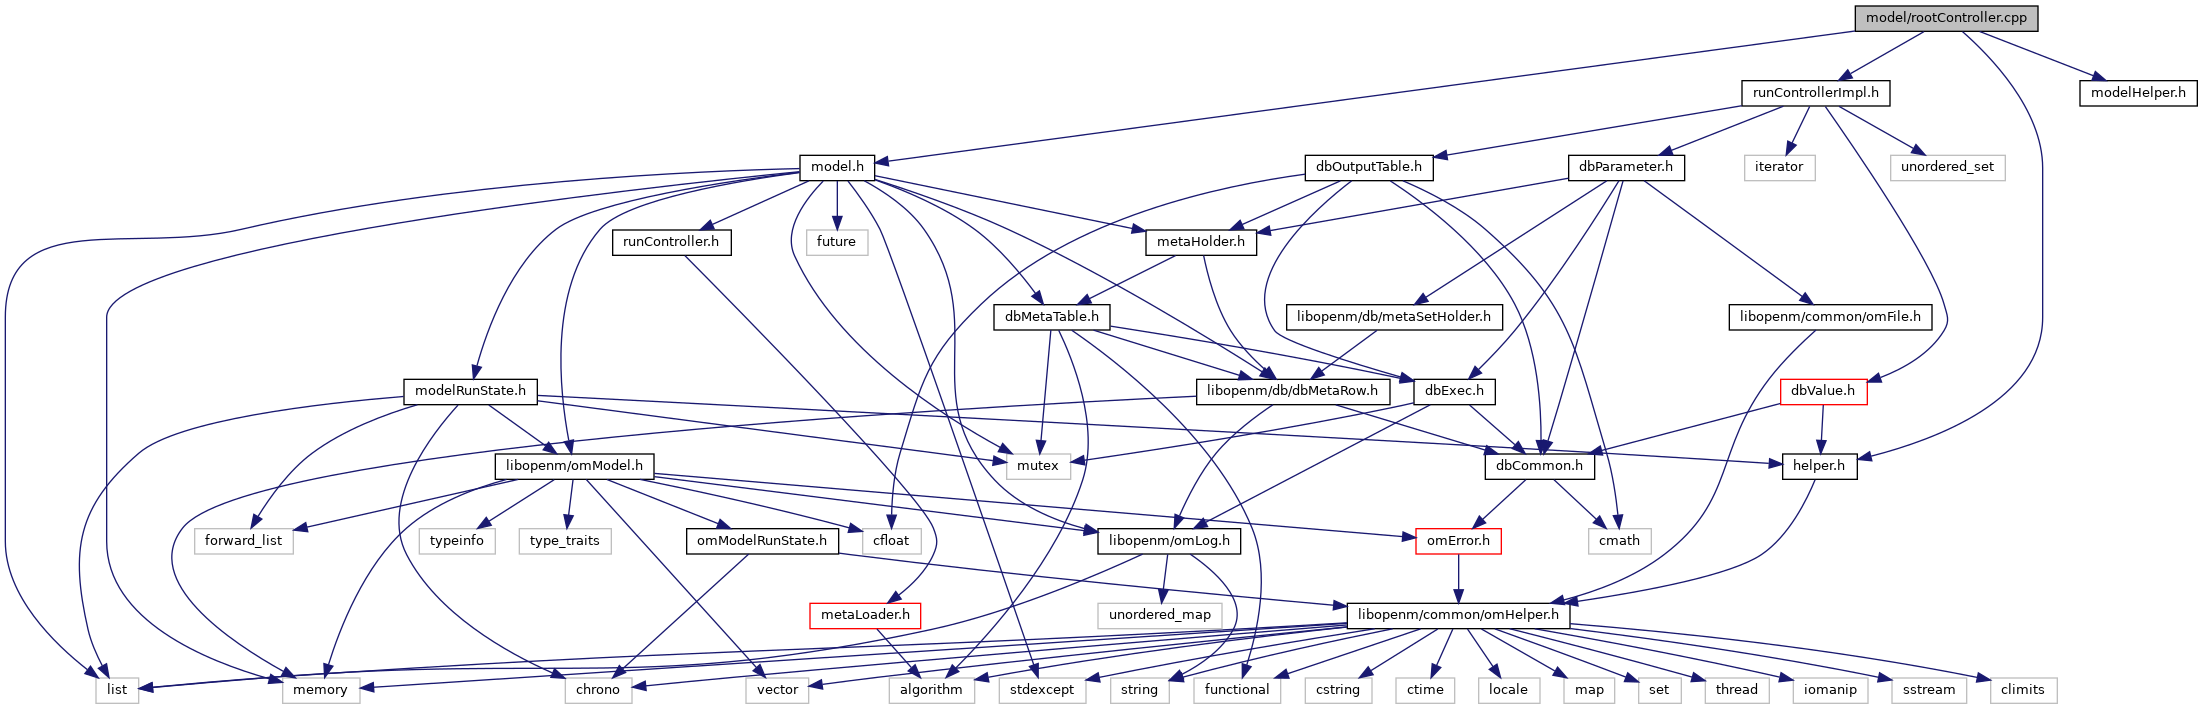 model/rootController.cpp
runControllerImpl.h
modelHelper.h
model.h
dbOutputTable.h
dbParameter.h
iterator
unordered_set
runController.h
future
metaHolder.h
dbMetaTable.h
libopenm/db/metaSetHolder.h
libopenm/common/omFile.h
modelRunState.h
libopenm/db/dbMetaRow.h
dbExec.h
dbValue.h
libopenm/omModel.h
mutex
dbCommon.h
helper.h
forward_list
typeinfo
type_traits
omModelRunState.h
cfloat
libopenm/omLog.h
omError.h
cmath
metaLoader.h
unordered_map
libopenm/common/omHelper.h
list
memory
chrono
vector
algorithm
stdexcept
string
functional
cstring
ctime
locale
map
set
thread
iomanip
sstream
climits